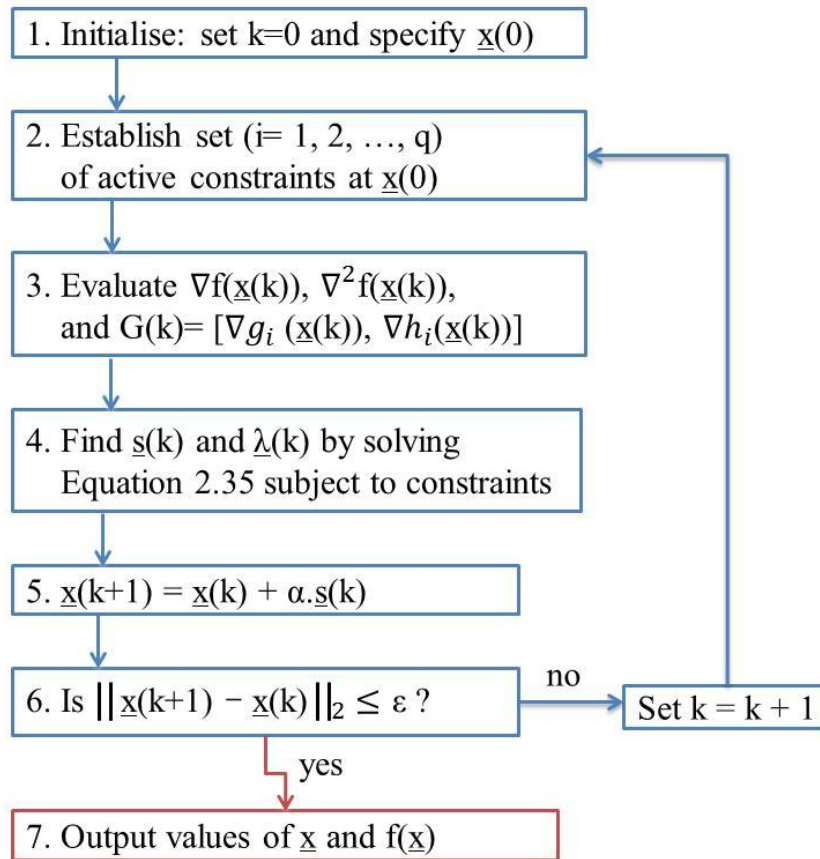 1. Initialise: set k=0 and specify x(0)
2. Establish set (i= 1, 2, …, q)
of active constraints at x(0)
3. Evaluate ∇f(x(k)), ∇²f(x(k)),
and G(k)= [∇gᵢ (x(k)), ∇hᵢ(x(k))]
4. Find s(k) and λ(k) by solving
Equation 2.35 subject to constraints
5. x(k+1) = x(k) + α.s(k)
6. Is ||x(k+1) − x(k)||₂ ≤ ε ?
no
Set k = k + 1
yes
7. Output values of x and f(x)